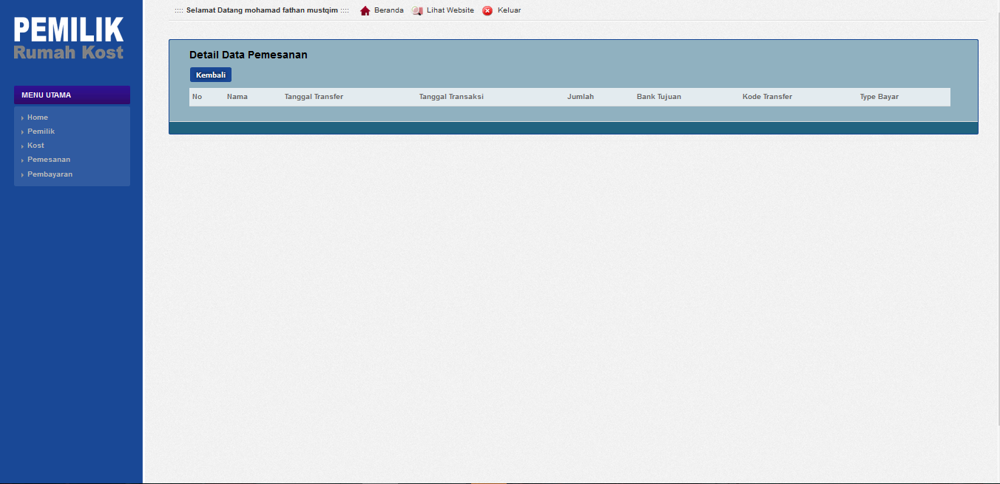 PEMILIK
Rumah Kost
MENU UTAMA
Home
Pemilik
Kost
Pemesanan
Pembayaran
:::: Selamat Datang mohamad fathan mustqim :::: Beranda Lihat Website Keluar
Detail Data Pemesanan
Kembali
No Nama Tanggal Transfer Tanggal Transaksi Jumlah Bank Tujuan Kode Transfer Type Bayar